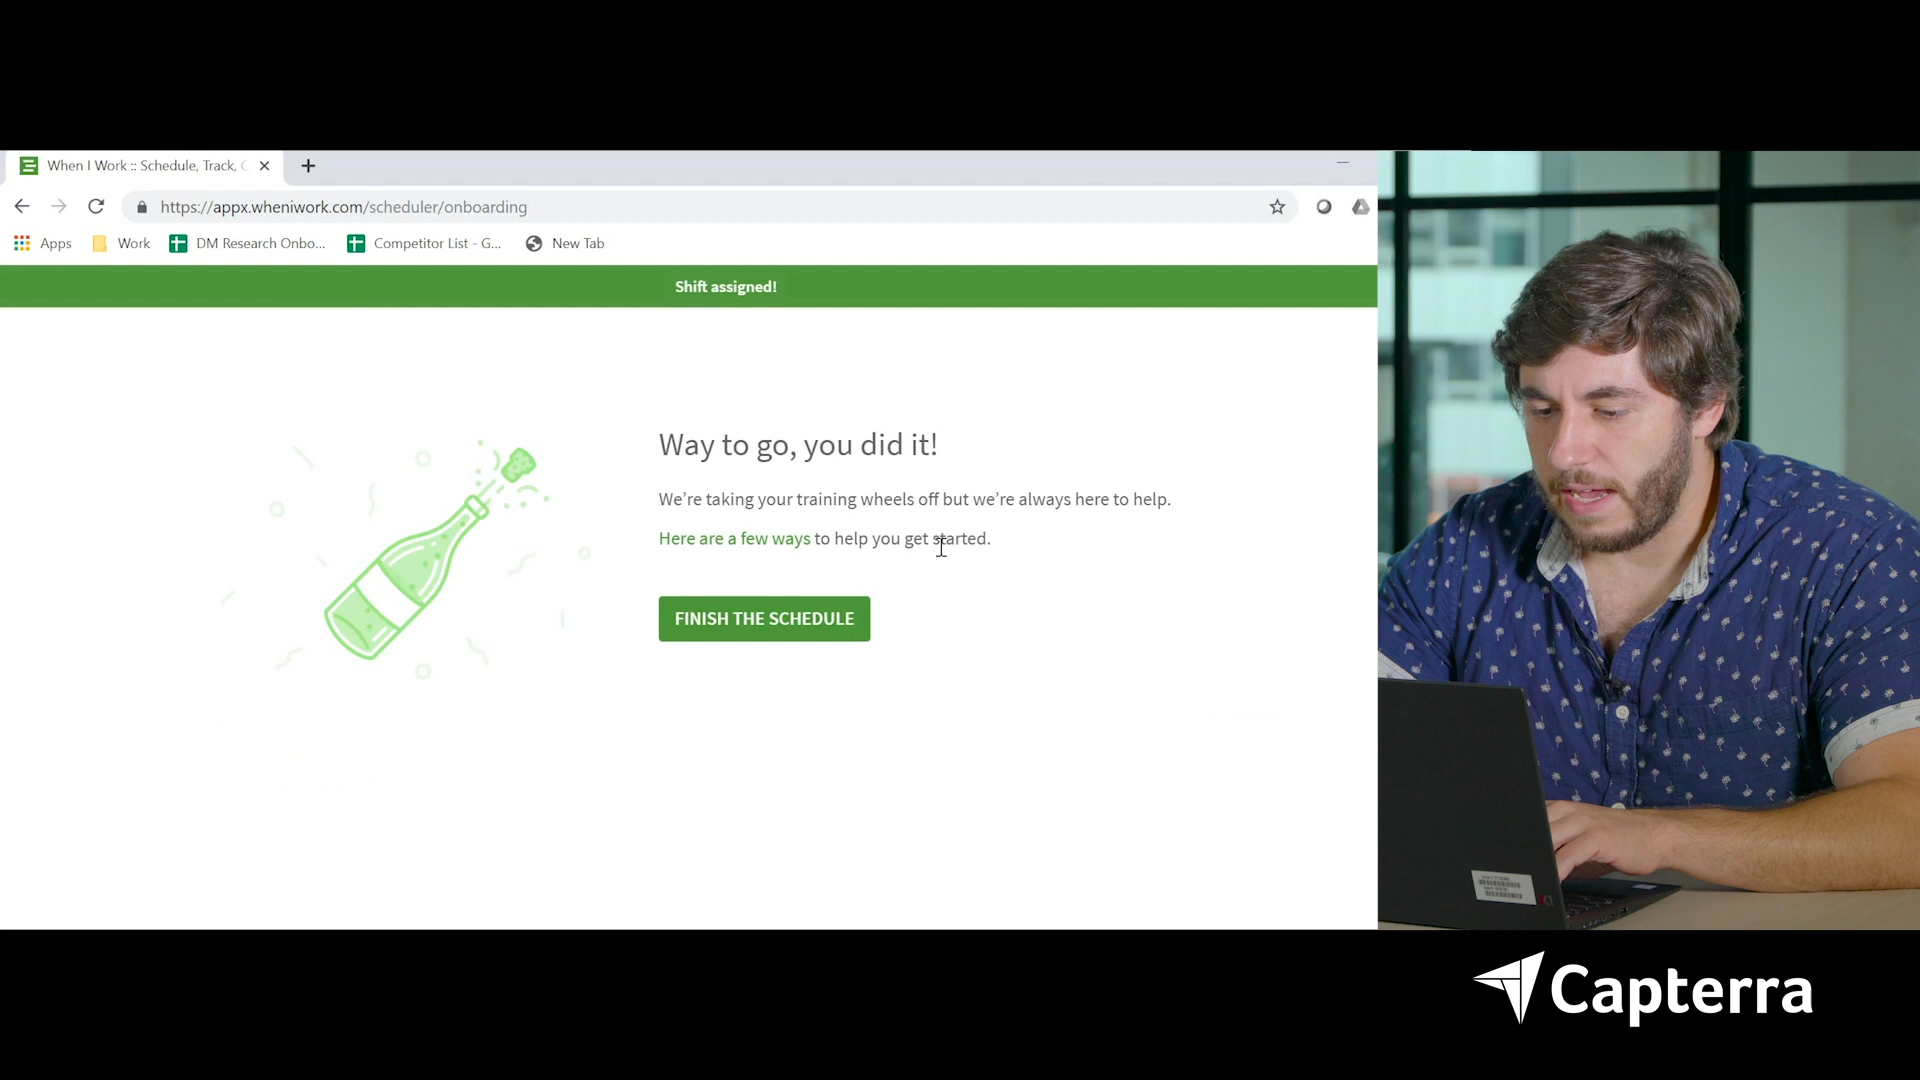 When I Work :: Schedule, Track, C
https://appx.wheniwork.com/scheduler/onboarding
Apps
Work
DM Research Onbo...
Competitor List - G...
New Tab
Shift assigned!
Way to go, you did it!
We’re taking your training wheels off but we’re always here to help.
Here are a few ways to help you get started.
FINISH THE SCHEDULE
Capterra